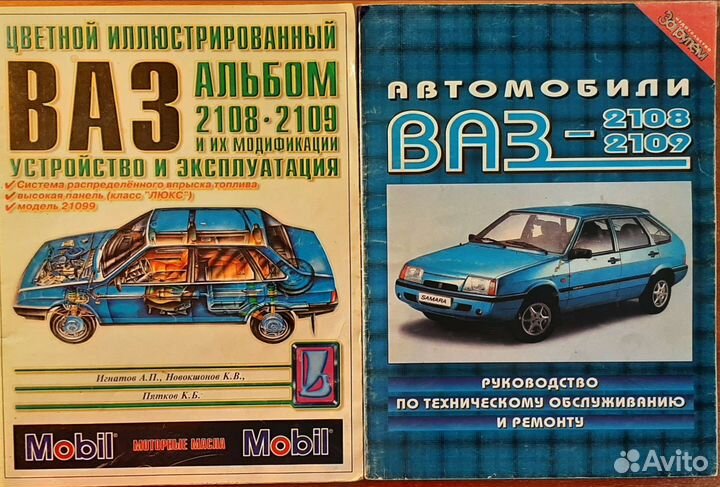 ЦВЕТНОЙ ИЛЛЮСТРИРОВАННЫЙ
ВАЗ
АЛЬБОМ
2108·2109
И ИХ МОДИФИКАЦИИ
УСТРОЙСТВО И ЭКСПЛУАТАЦИЯ
✓ Система распределённого впрыска топлива
✓ высокая панель (класс "ЛЮКС")
✓ модель 21099
Игнатов А.П., Новокшонов К.В.,
Пятков К.Б.
Mobil МОТОРНЫЕ МАСЛА Mobil
ИЗДАТЕЛЬСТВО
За рулем
АВТОМОБИЛИ
ВАЗ-2108
2109
SAMARA
РУКОВОДСТВО
ПО ТЕХНИЧЕСКОМУ ОБСЛУЖИВАНИЮ
И РЕМОНТУ
Avito